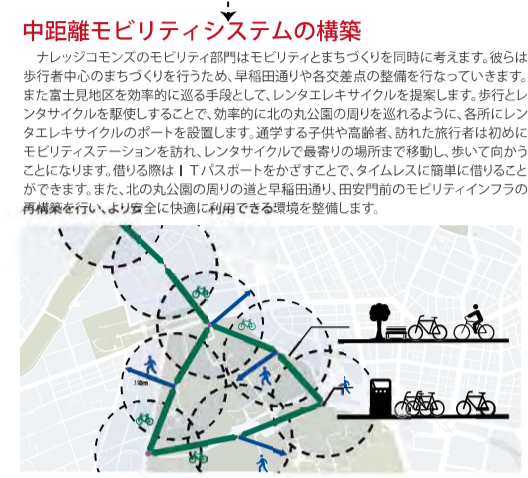 中距離モビリティシステムの構築
ナレッジコモンズのモビリティ部門はモビリティとまちづくりを同時に考えます。彼らは
歩行者中心のまちづくりを行うため、早稲田通りや各交差点の整備を行なっていきます。
また富士見地区を効率的に巡る手段として、レンタエレキサイクルを提案します。歩行とレ
ンタサイクルを駆使しすることで、効率的に北の丸公園の周りを巡れるように、各所にレン
タエレキサイクルのポートを設置します。通学する子供や高齢者、訪れた旅行者は初めに
モビリティステーションを訪れ、レンタサイクルで最寄りの場所まで移動し、歩いて向かう
ことになります。借りる際はＩＴパスポートをかざすことで、タイムレスに簡単に借りること
ができます。また、北の丸公園の周りの道と早稲田通り、田安門前のモビリティインフラの
再構築を行い、より安全に快適に利用できる環境を整備します。